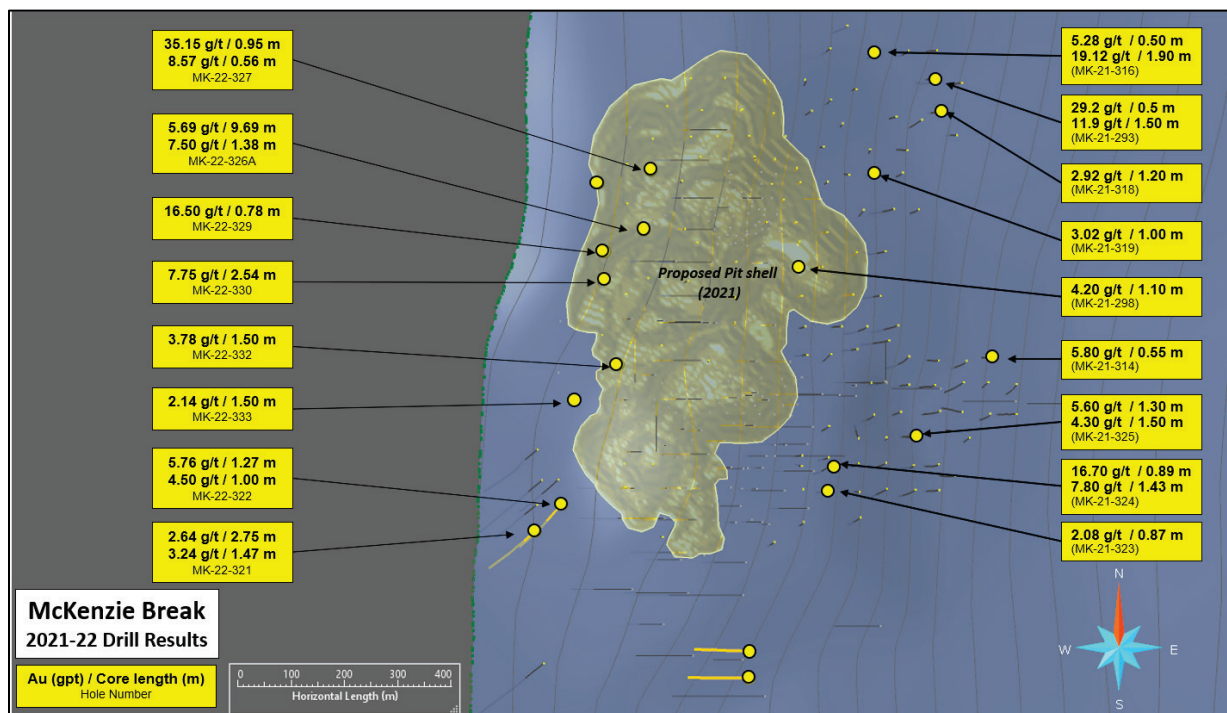 35.15 g/t / 0.95 m
8.57 g/t / 0.56 m
MK-22-327
5.69 g/t / 9.69 m
7.50 g/t / 1.38 m
MK-22-326A
16.50 g/t / 0.78 m
MK-22-329
7.75 g/t / 2.54 m
MK-22-330
3.78 g/t / 1.50 m
MK-22-332
2.14 g/t / 1.50 m
MK-22-333
5.76 g/t / 1.27 m
4.50 g/t / 1.00 m
MK-22-322
2.64 g/t / 2.75 m
3.24 g/t / 1.47 m
MK-22-321
Proposed Pit shell
(2021)
5.28 g/t / 0.50 m
19.12 g/t / 1.90 m
(MK-21-316)
29.2 g/t / 0.5 m
11.9 g/t / 1.50 m
(MK-21-293)
2.92 g/t / 1.20 m
(MK-21-318)
3.02 g/t / 1.00 m
(MK-21-319)
4.20 g/t / 1.10 m
(MK-21-298)
5.80 g/t / 0.55 m
(MK-21-314)
5.60 g/t / 1.30 m
4.30 g/t / 1.50 m
(MK-21-325)
16.70 g/t / 0.89 m
7.80 g/t / 1.43 m
(MK-21-324)
2.08 g/t / 0.87 m
(MK-21-323)
McKenzie Break
2021-22 Drill Results
Au (gpt) / Core length (m)
Hole Number
0 100 200 300 400
Horizontal Length (m)
N
W E
S